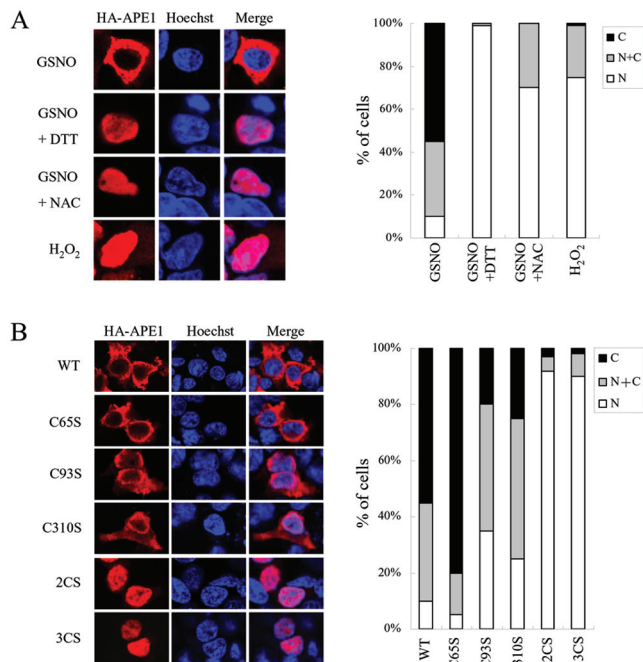 A
HA-APE1 Hoechst Merge
GSNO
GSNO
+ DTT
GSNO
+ NAC
H₂O₂
% of cells
100%
80%
60%
40%
20%
0%
GSNO
GSNO
+DTT
GSNO
+NAC
H₂O₂
C
N+C
N
B
HA-APE1 Hoechst Merge
WT
C65S
C93S
C310S
2CS
3CS
% of cells
100%
80%
60%
40%
20%
0%
WT
C65S
C93S
2CS
3CS
C
N+C
N